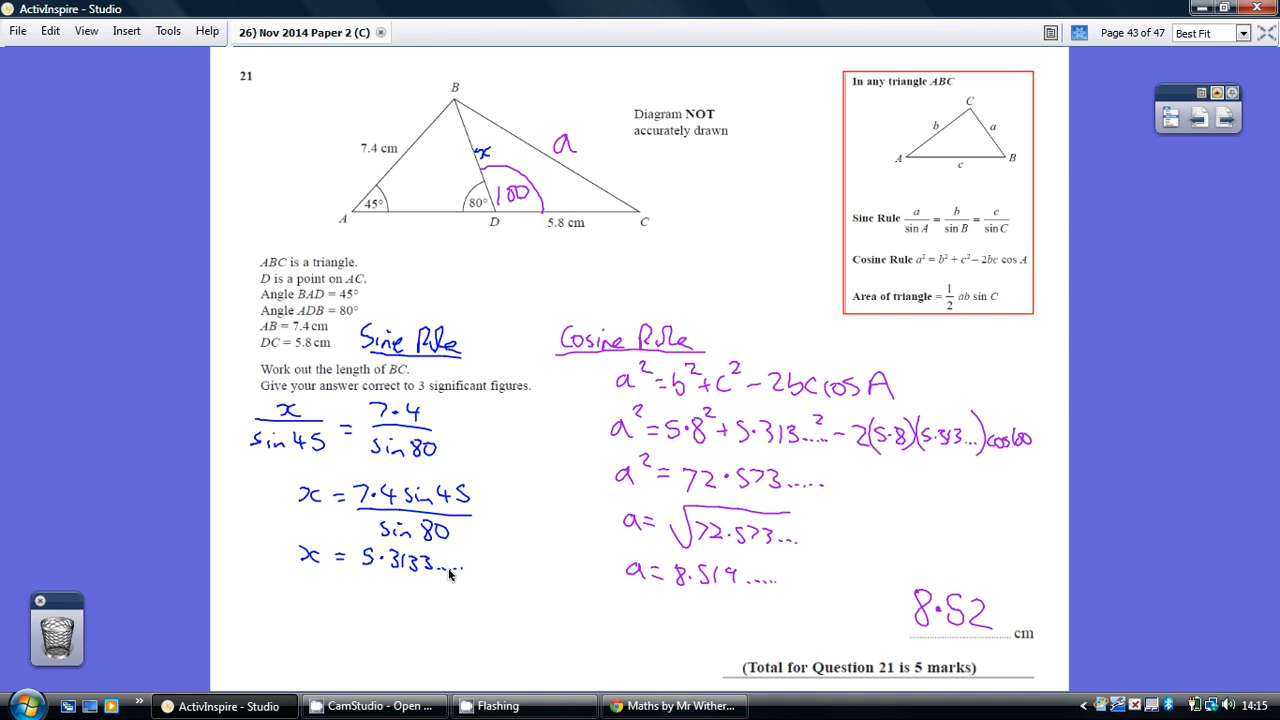 ActivInspire - Studio
File Edit View Insert Tools Help
26) Nov 2014 Paper 2 (C)
Page 43 of 47
Best Fit
21
B
7.4 cm
x
a
45°
80°
100
A
D
5.8 cm
C
Diagram NOT
accurately drawn
In any triangle ABC
C
b
a
A
c
B
Sine Rule a/sin A = b/sin B = c/sin C
Cosine Rule a² = b² + c² – 2bc cos A
Area of triangle = 1/2 ab sin C
ABC is a triangle.
D is a point on AC.
Angle BAD = 45°
Angle ADB = 80°
AB = 7.4 cm
DC = 5.8 cm
Work out the length of BC.
Give your answer correct to 3 significant figures.
Sine Rule
x/sin 45 = 7.4/sin 80
x = 7.4 sin 45/sin 80
x = 5.3133.....
Cosine Rule
a² = b² + c² - 2bc cos A
a² = 5.8² + 5.313.....² - 2(5.8)(5.313...) cos100
a² = 72.573.....
a = √72.573...
a = 8.519.....
8.52
cm
(Total for Question 21 is 5 marks)
ActivInspire - Studio
CamStudio - Open ...
Flashing
Maths by Mr Wither...
14:15